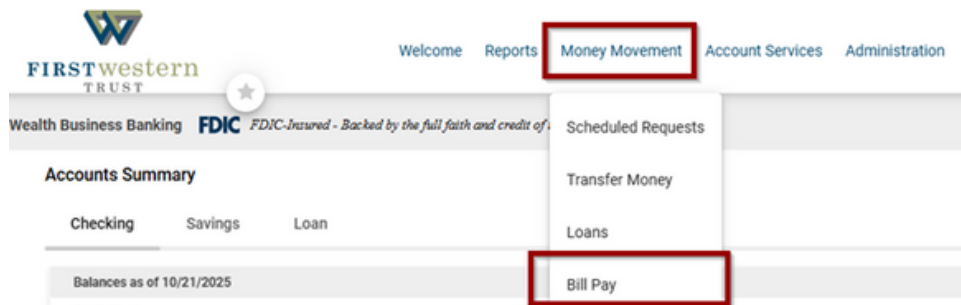 FIRSTwestern
TRUST
Welcome Reports Money Movement Account Services Administration
Wealth Business Banking FDIC FDIC-Insured - Backed by the full faith and credit of
Scheduled Requests
Accounts Summary
Transfer Money
Checking Savings Loan
Loans
Balances as of 10/21/2025
Bill Pay